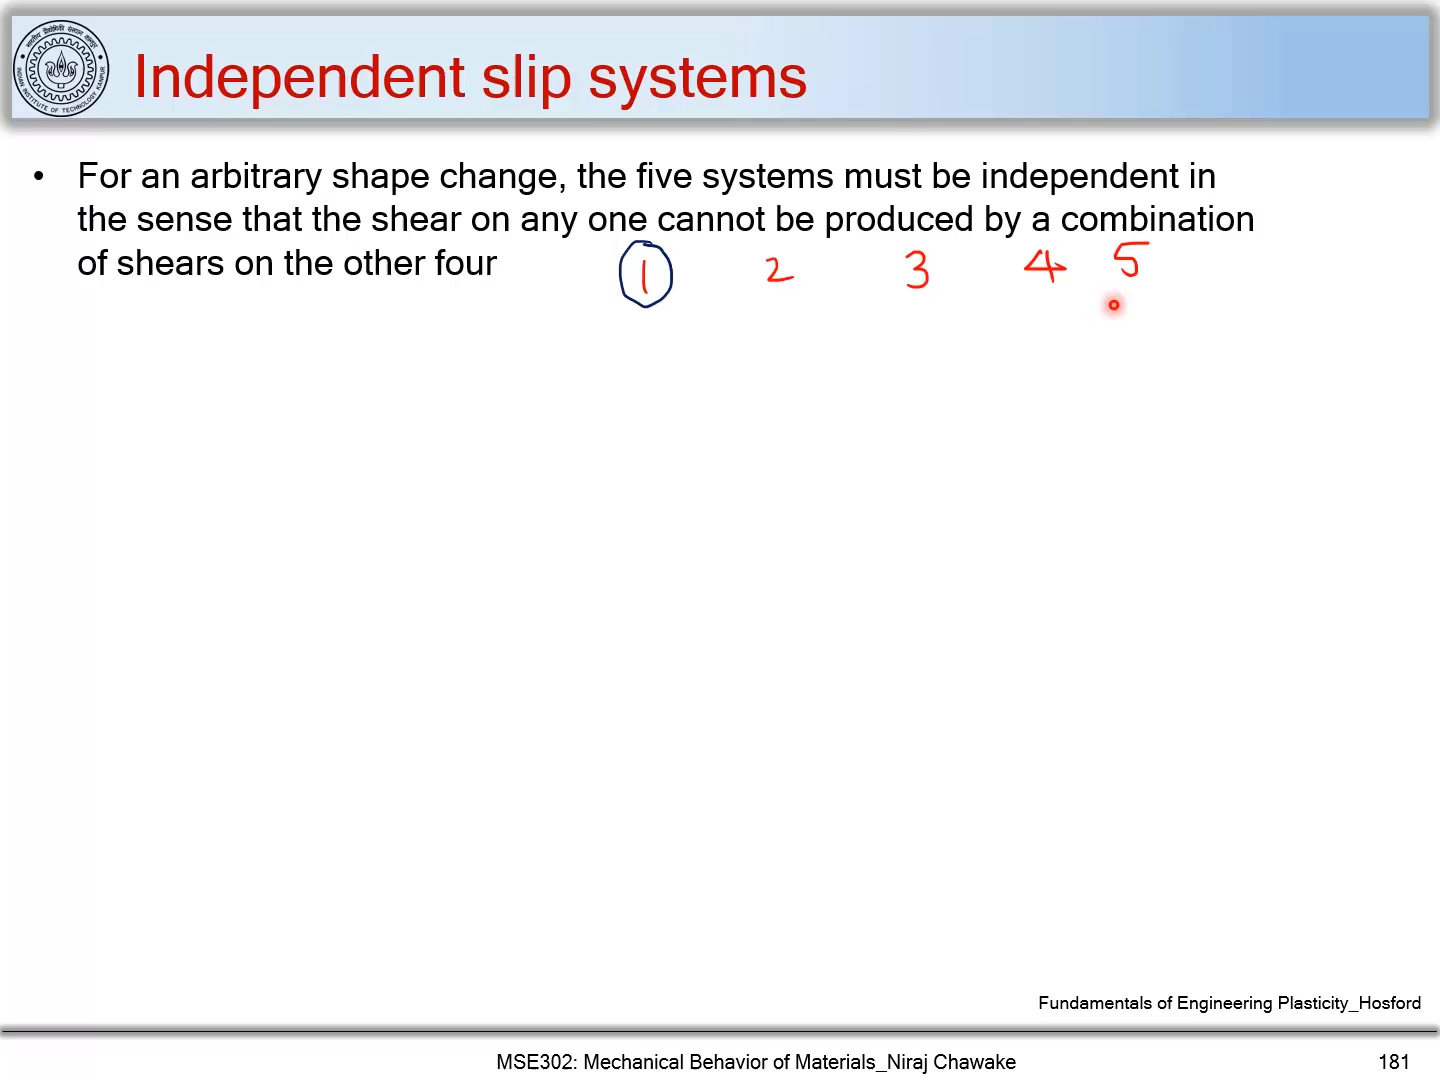 Independent slip systems
• For an arbitrary shape change, the five systems must be independent in
the sense that the shear on any one cannot be produced by a combination
of shears on the other four
1 2 3 4 5
Fundamentals of Engineering Plasticity_Hosford
MSE302: Mechanical Behavior of Materials_Niraj Chawake 181